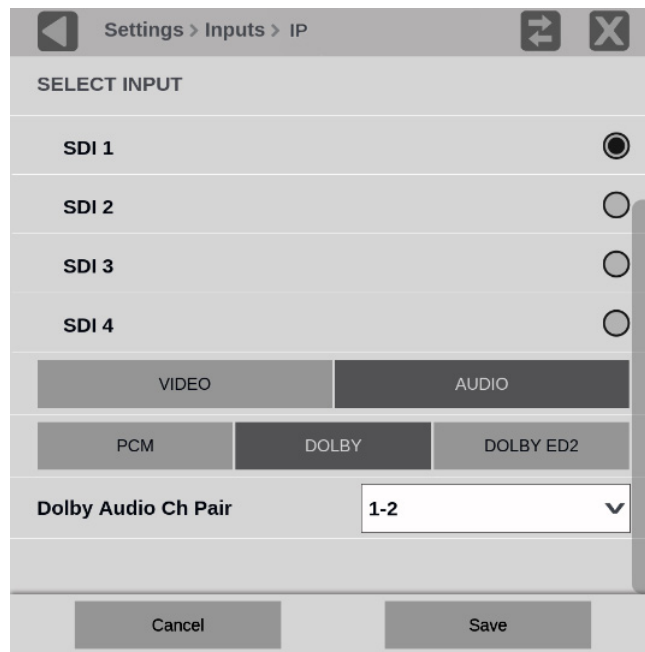 Settings > Inputs > IP
SELECT INPUT
SDI 1
SDI 2
SDI 3
SDI 4
VIDEO AUDIO
PCM DOLBY DOLBY ED2
Dolby Audio Ch Pair 1-2
Cancel Save